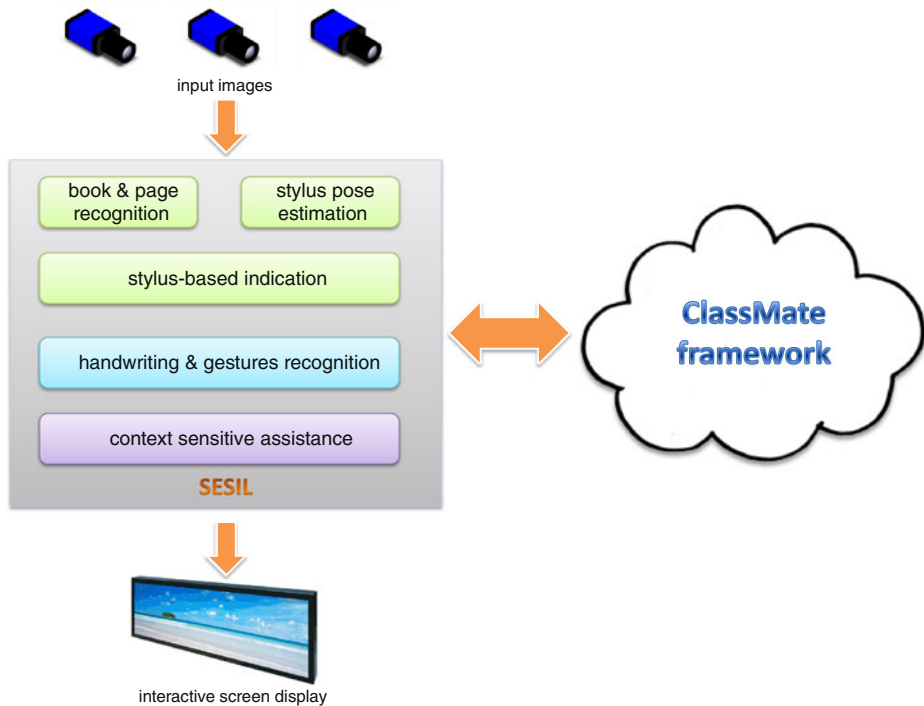 input images
book & page
recognition
stylus pose
estimation
stylus-based indication
handwriting & gestures recognition
context sensitive assistance
SESIL
ClassMate
framework
interactive screen display